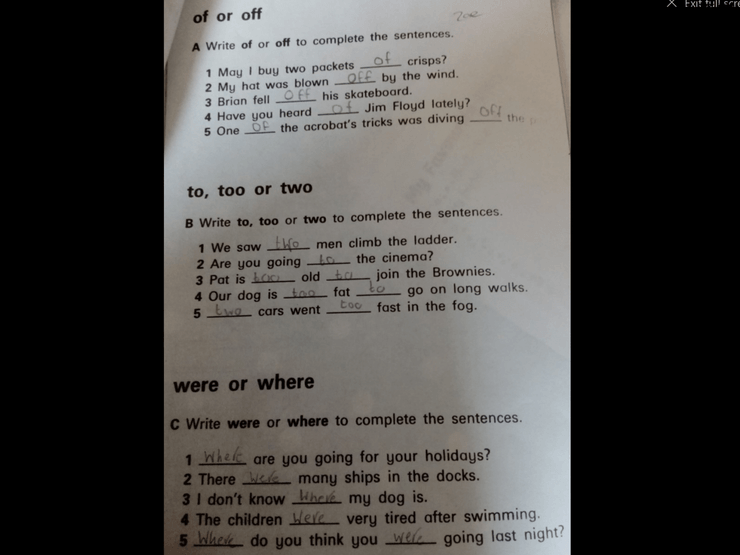 Exit full scre
of or off
Zoe
A Write of or off to complete the sentences.
1 May I buy two packets of crisps?
2 My hat was blown off by the wind.
3 Brian fell off his skateboard.
4 Have you heard of Jim Floyd lately?
5 One of the acrobat's tricks was diving off the
to, too or two
B Write to, too or two to complete the sentences.
1 We saw two men climb the ladder.
2 Are you going to the cinema?
3 Pat is too old to join the Brownies.
4 Our dog is too fat to go on long walks.
5 two cars went too fast in the fog.
were or where
C Write were or where to complete the sentences.
1 Where are you going for your holidays?
2 There were many ships in the docks.
3 I don't know where my dog is.
4 The children were very tired after swimming.
5 Where do you think you were going last night?